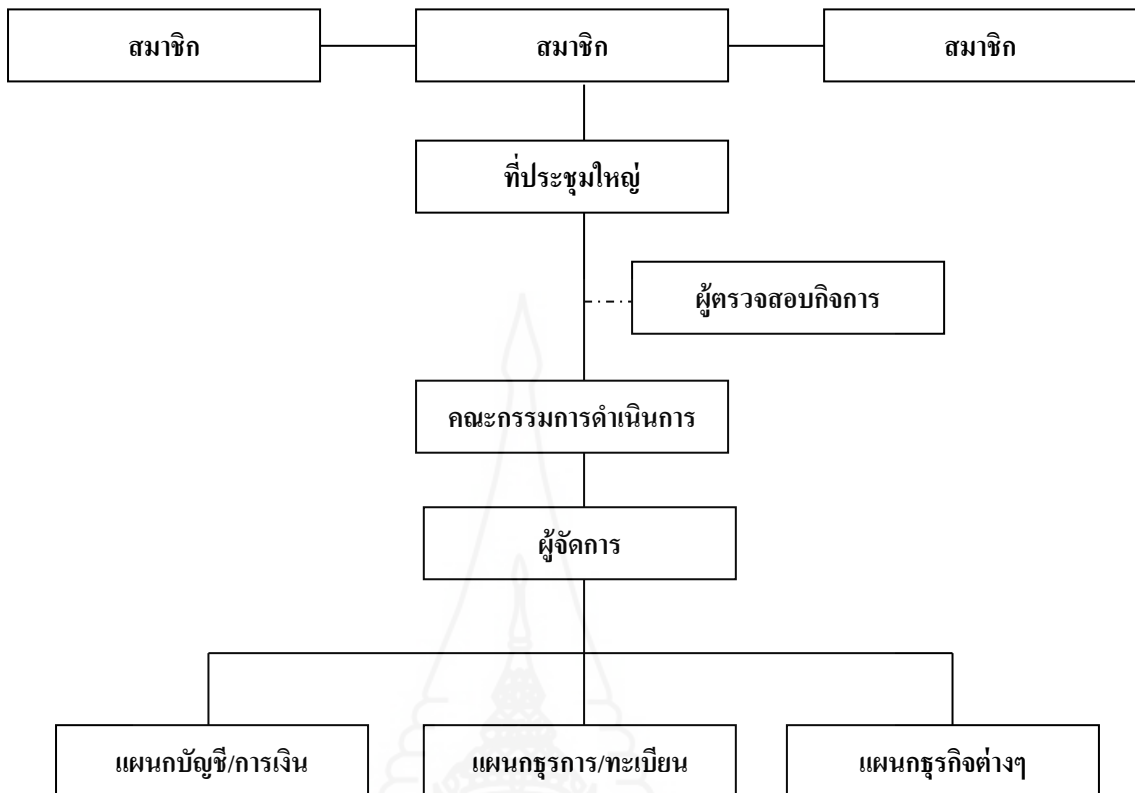 สมาชิก
สมาชิก
สมาชิก
ที่ประชุมใหญ่
ผู้ตรวจสอบกิจการ
คณะกรรมการดำเนินการ
ผู้จัดการ
แผนกบัญชี/การเงิน
แผนกธุรการ/ทะเบียน
แผนกธุรกิจต่างๆ